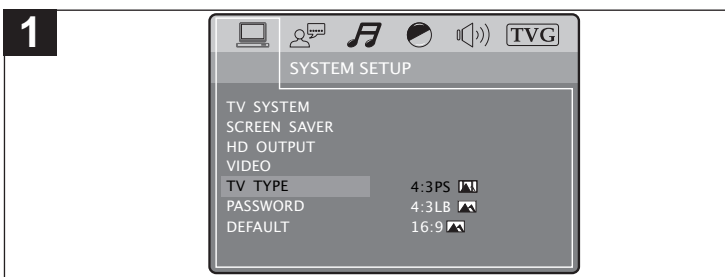 1
TVG
SYSTEM SETUP
TV SYSTEM
SCREEN SAVER
HD OUTPUT
VIDEO
TV TYPE 4:3PS
PASSWORD 4:3LB
DEFAULT 16:9